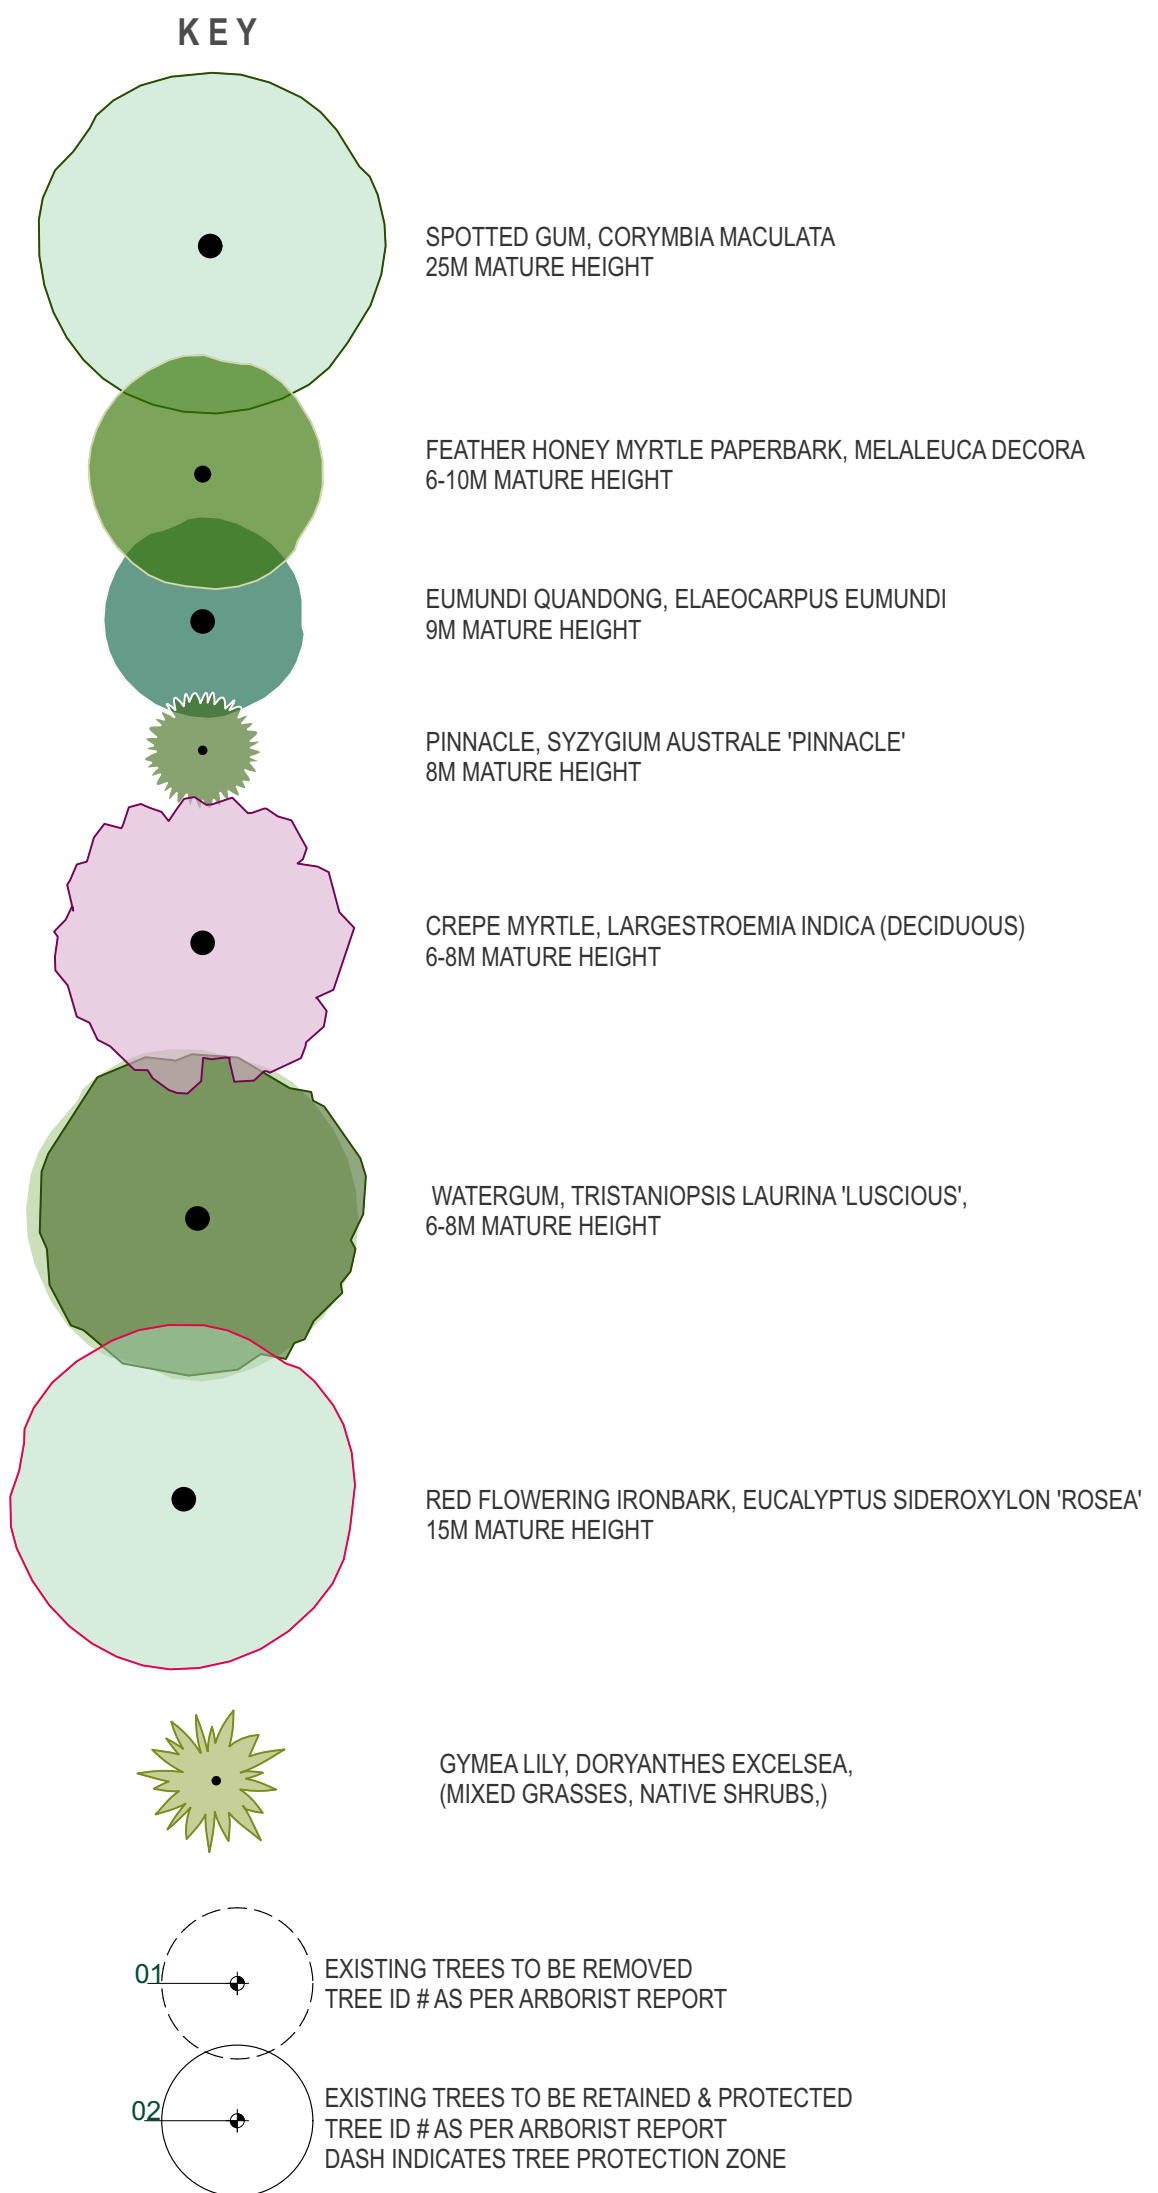 KEY
SPOTTED GUM, CORYMBIA MACULATA
25M MATURE HEIGHT
FEATHER HONEY MYRTLE PAPERBARK, MELALEUCA DECORA
6-10M MATURE HEIGHT
EUMUNDI QUANDONG, ELAEOCARPUS EUMUNDI
9M MATURE HEIGHT
PINNACLE, SYZYGIUM AUSTRALE 'PINNACLE'
8M MATURE HEIGHT
CREPE MYRTLE, LARGESTROEMIA INDICA (DECIDUOUS)
6-8M MATURE HEIGHT
WATERGUM, TRISTANIOPSIS LAURINA 'LUSCIOUS',
6-8M MATURE HEIGHT
RED FLOWERING IRONBARK, EUCALYPTUS SIDEROXYLON 'ROSEA'
15M MATURE HEIGHT
GYMEA LILY, DORYANTHES EXCELSEA,
(MIXED GRASSES, NATIVE SHRUBS,)
01
EXISTING TREES TO BE REMOVED
TREE ID # AS PER ARBORIST REPORT
02
EXISTING TREES TO BE RETAINED & PROTECTED
TREE ID # AS PER ARBORIST REPORT
DASH INDICATES TREE PROTECTION ZONE